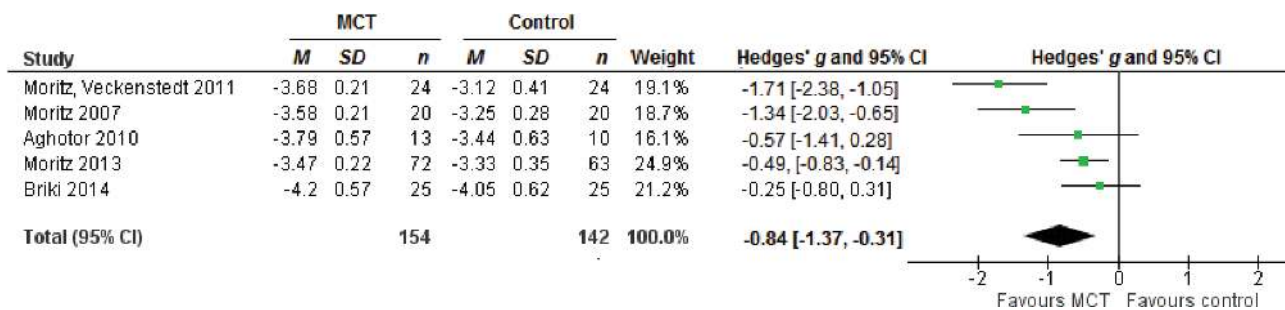 MCT Control
Study M SD n M SD n Weight Hedges' g and 95% CI Hedges' g and 95% CI
Moritz, Veckenstedt 2011 -3.68 0.21 24 -3.12 0.41 24 19.1% -1.71 [-2.38, -1.05]
Moritz 2007 -3.58 0.21 20 -3.25 0.28 20 18.7% -1.34 [-2.03, -0.65]
Aghotor 2010 -3.79 0.57 13 -3.44 0.63 10 16.1% -0.57 [-1.41, 0.28]
Moritz 2013 -3.47 0.22 72 -3.33 0.35 63 24.9% -0.49, [-0.83, -0.14]
Briki 2014 -4.2 0.57 25 -4.05 0.62 25 21.2% -0.25 [-0.80, 0.31]
Total (95% CI) 154 142 100.0% -0.84 [-1.37, -0.31]
-2 -1 0 1 2
Favours MCT Favours control